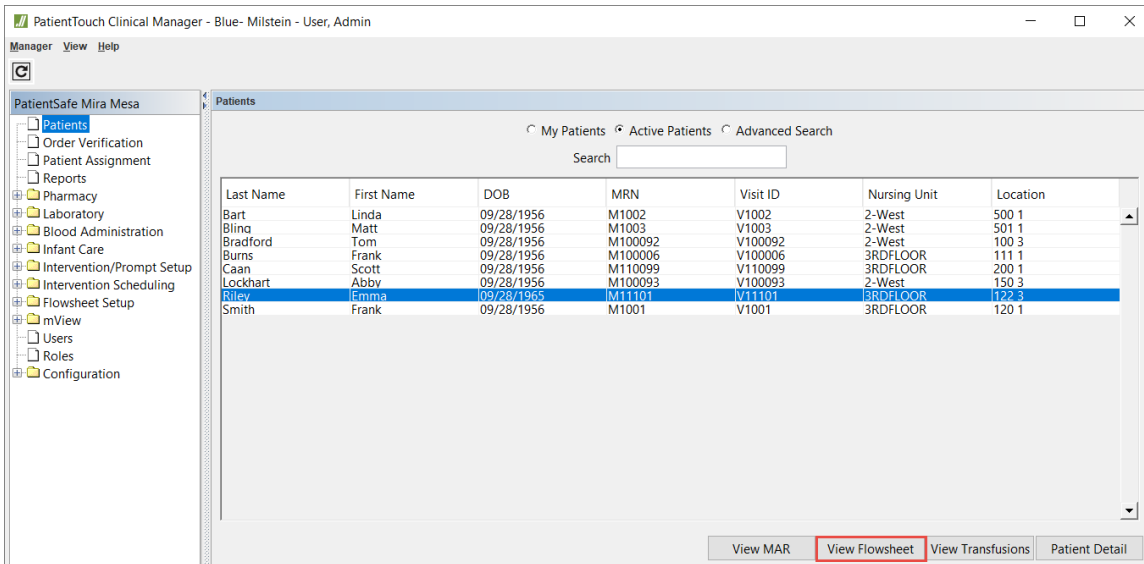 PatientTouch Clinical Manager - Blue- Milstein - User, Admin
Manager View Help
PatientSafe Mira Mesa
Patients
Order Verification
Patient Assignment
Reports
Pharmacy
Laboratory
Blood Administration
Infant Care
Intervention/Prompt Setup
Intervention Scheduling
Flowsheet Setup
mView
Users
Roles
Configuration
Patients
My Patients Active Patients Advanced Search
Search
Last Name First Name DOB MRN Visit ID Nursing Unit Location
Bart Linda 09/28/1956 M1002 V1002 2-West 500 1
Bling Matt 09/28/1956 M1003 V1003 2-West 501 1
Bradford Tom 09/28/1956 M100092 V100092 2-West 100 3
Burns Frank 09/28/1956 M100006 V100006 3RDFLOOR 111 1
Caan Scott 09/28/1956 M110099 V110099 3RDFLOOR 200 1
Lockhart Abby 09/28/1956 M100093 V100093 2-West 150 3
Riley Emma 09/28/1965 M11101 V11101 3RDFLOOR 122 3
Smith Frank 09/28/1956 M1001 V1001 3RDFLOOR 120 1
View MAR View Flowsheet View Transfusions Patient Detail